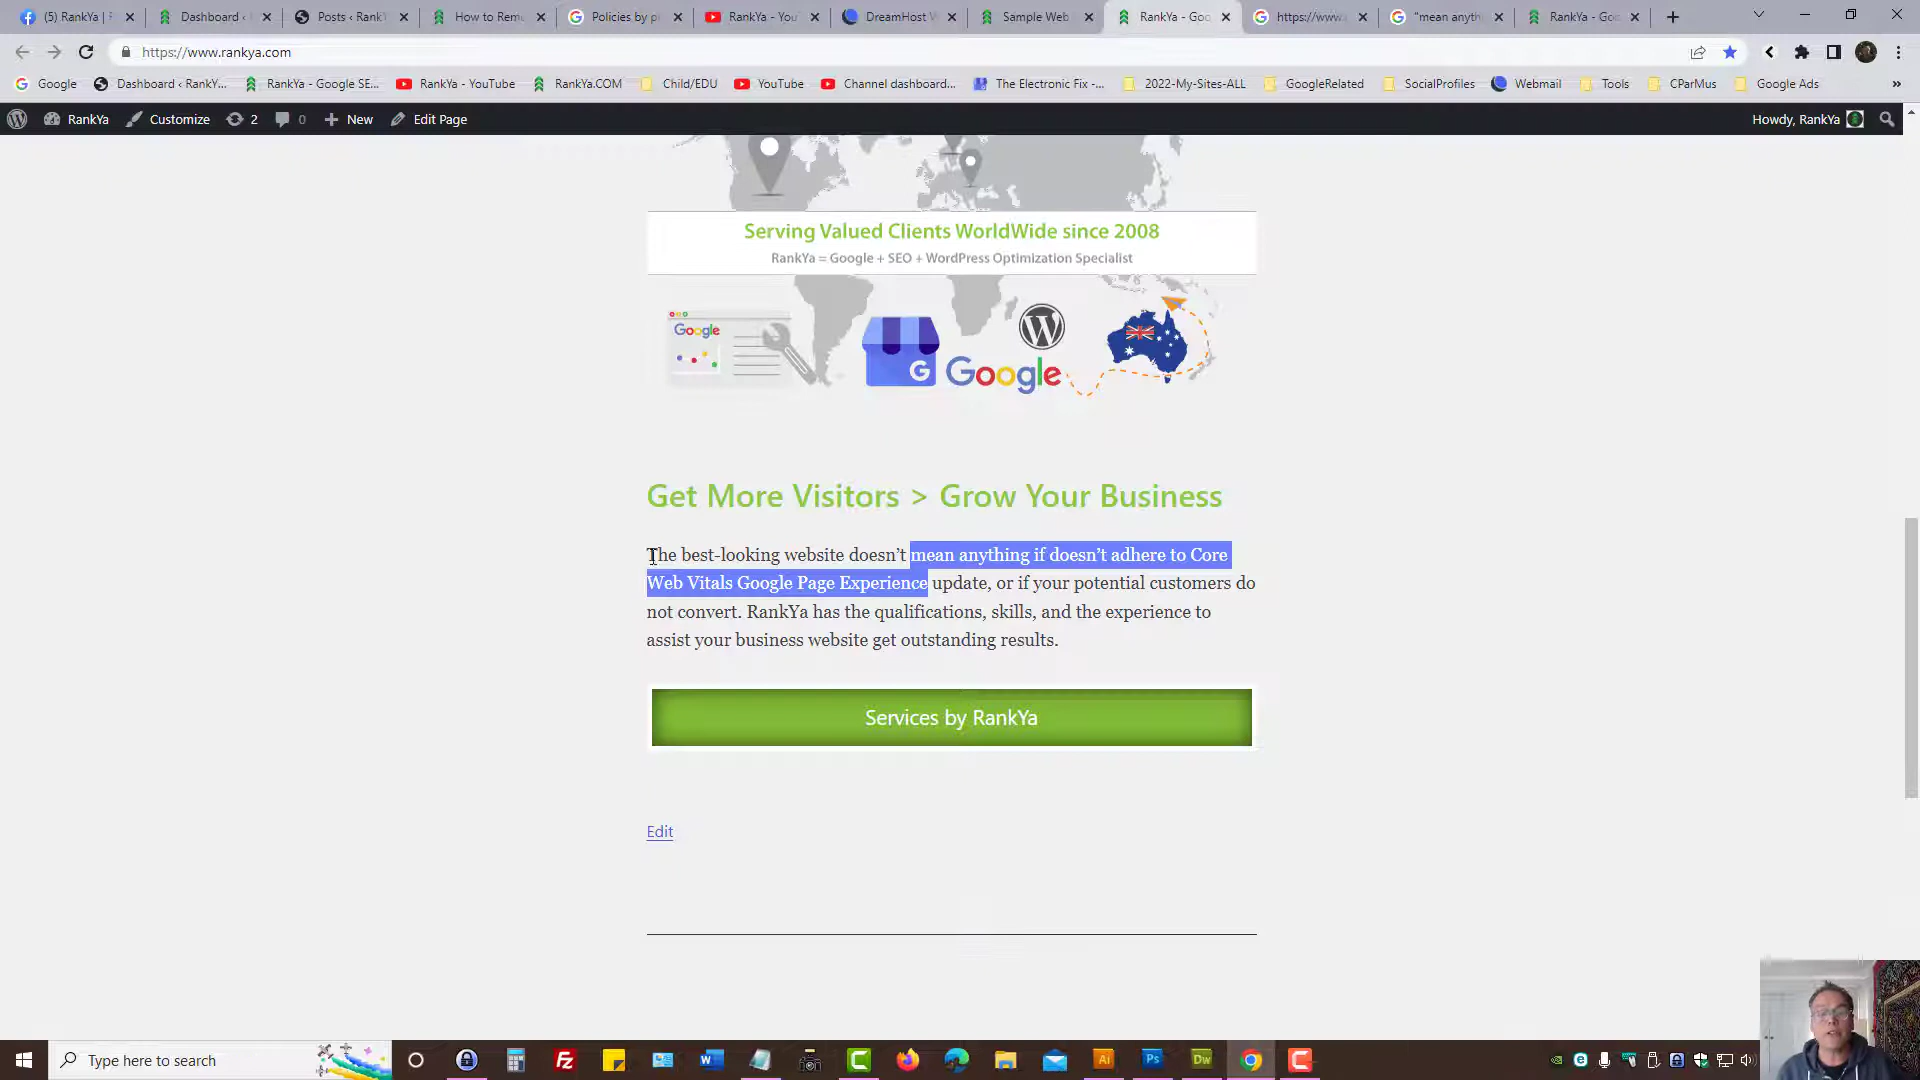 (5) RankYa |
Dashboard ‹
Posts ‹ Rank
How to Rem
Policies by
RankYa - You
DreamHost
Sample Web
RankYa - Goo
https://www.
"mean anyth
RankYa - Goo
https://www.rankya.com
Google
Dashboard ‹ RankY...
RankYa - Google SE...
RankYa - YouTube
RankYa.COM
Child/EDU
YouTube
Channel dashboard...
The Electronic Fix -...
2022-My-Sites-ALL
GoogleRelated
SocialProfiles
Webmail
Tools
CParMus
Google Ads
»
RankYa
Customize
2
0
New
Edit Page
Howdy, RankYa
Serving Valued Clients WorldWide since 2008
RankYa = Google + SEO + WordPress Optimization Specialist
Google
G
Google
Get More Visitors > Grow Your Business
The best-looking website doesn’t mean anything if doesn’t adhere to Core
Web Vitals Google Page Experience update, or if your potential customers do
not convert. RankYa has the qualifications, skills, and the experience to
assist your business website get outstanding results.
Services by RankYa
Edit
Type here to search